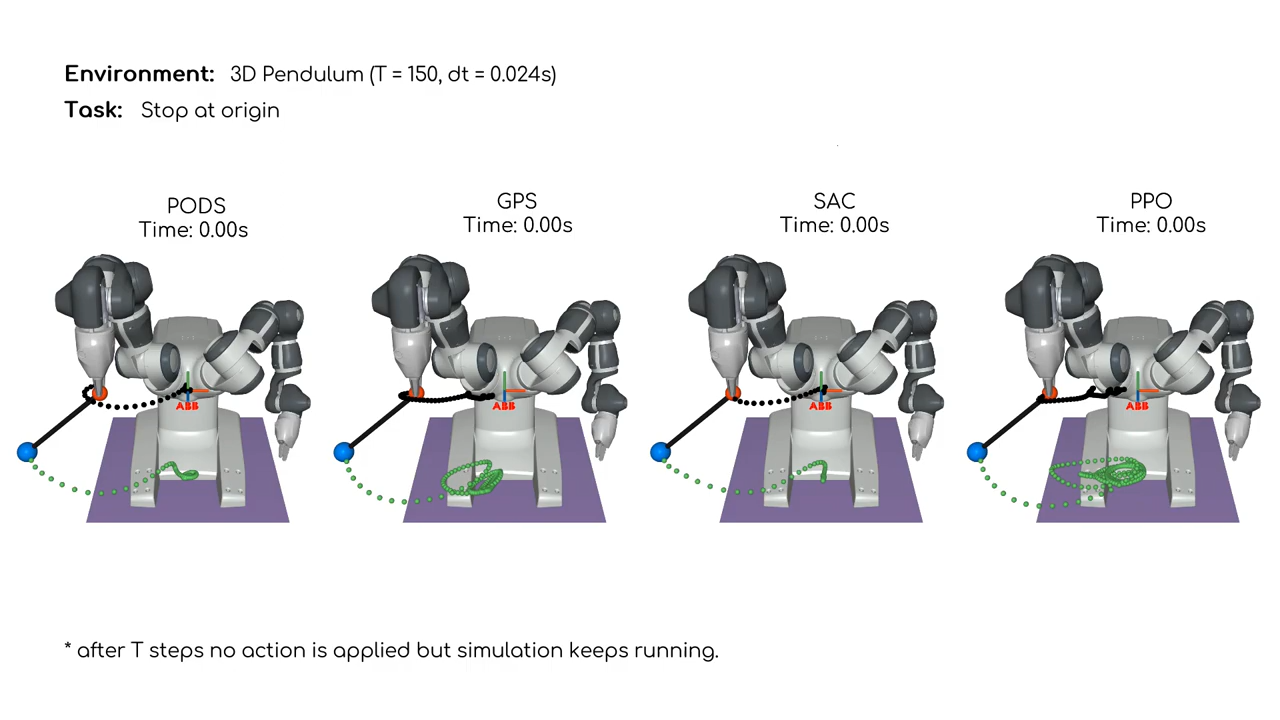 Environment: 3D Pendulum (T = 150, dt = 0.024s)
Task: Stop at origin
PODS
Time: 0.00s
GPS
Time: 0.00s
SAC
Time: 0.00s
PPO
Time: 0.00s
ABB
ABB
ABB
ABB
* after T steps no action is applied but simulation keeps running.